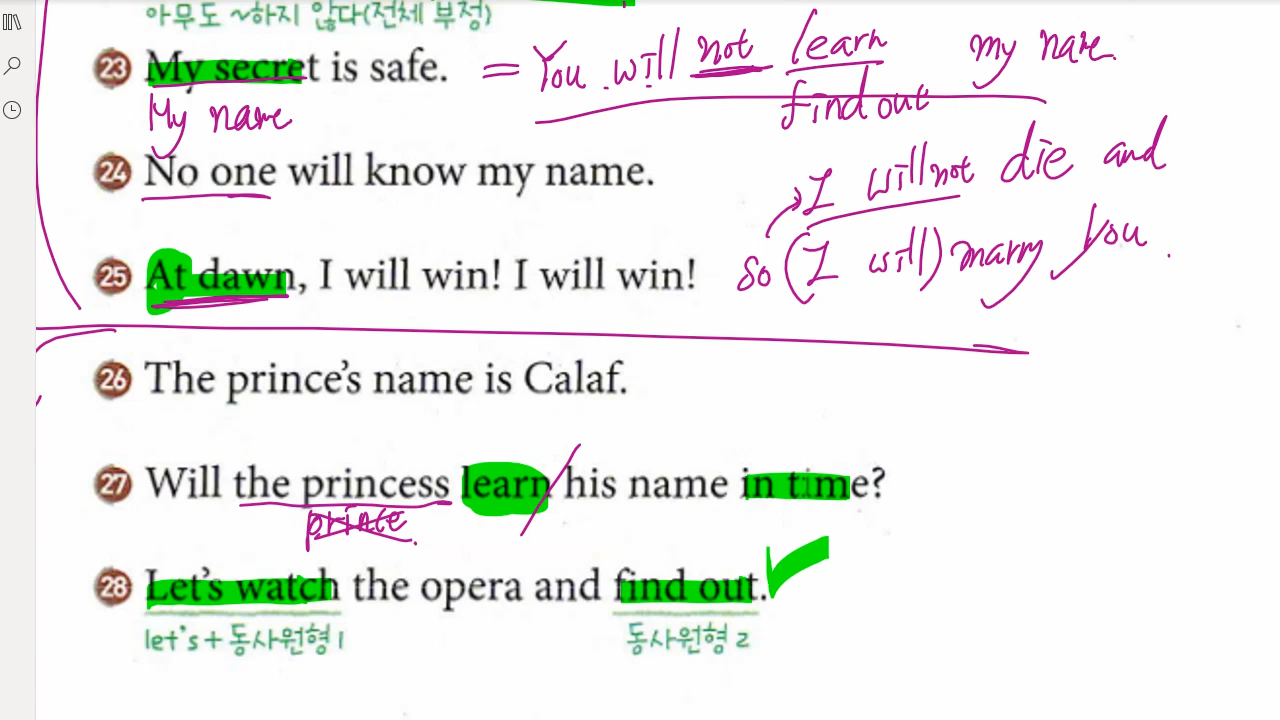 아무도 ~하지 않다(전체 부정)
23 My secret is safe. = You will not learn my name.
My name
find out
24 No one will know my name.
I will not die and
25 At dawn, I will win! I will win!
so (I will) marry you.
26 The prince's name is Calaf.
27 Will the princess learn his name in time?
prince.
28 Let's watch the opera and find out.
let's + 동사원형 1
동사원형 2